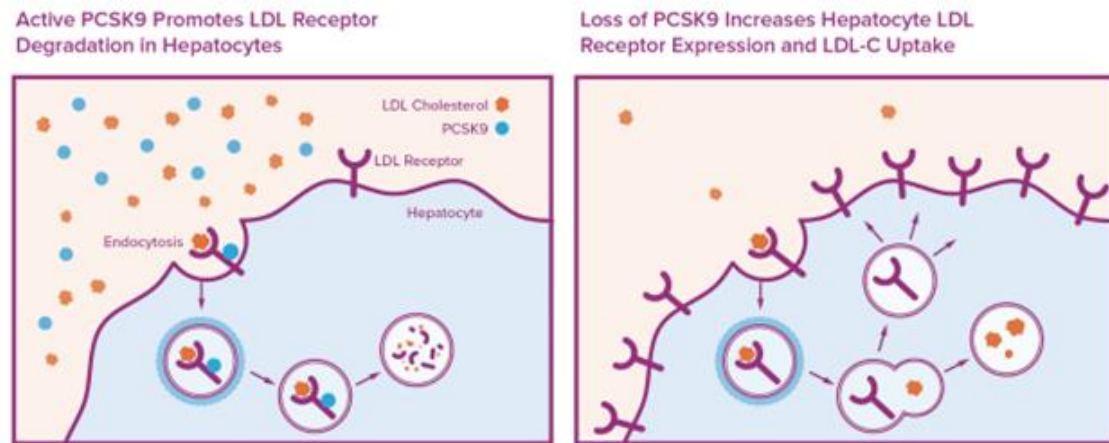 Active PCSK9 Promotes LDL Receptor
Degradation in Hepatocytes
LDL Cholesterol
PCSK9
LDL Receptor
Hepatocyte
Endocytosis
Loss of PCSK9 Increases Hepatocyte LDL
Receptor Expression and LDL-C Uptake